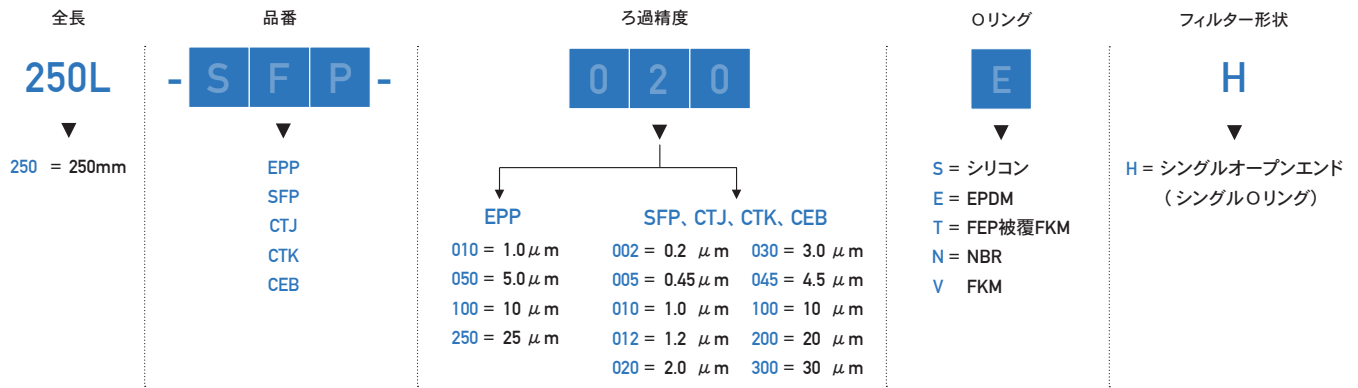 全長
250L
▼
250 = 250mm
品番
- S F P -
▼
EPP
SFP
CTJ
CTK
CEB
ろ過精度
0 2 0
▼
EPP
010 = 1.0μm
050 = 5.0μm
100 = 10 μm
250 = 25 μm
SFP、CTJ、CTK、CEB
002 = 0.2 μm 030 = 3.0 μm
005 = 0.45μm 045 = 4.5 μm
010 = 1.0 μm 100 = 10 μm
012 = 1.2 μm 200 = 20 μm
020 = 2.0 μm 300 = 30 μm
Oリング
E
▼
S = シリコン
E = EPDM
T = FEP被覆FKM
N = NBR
V FKM
フィルター形状
H
▼
H = シングルオープンエンド
（シングルOリング）